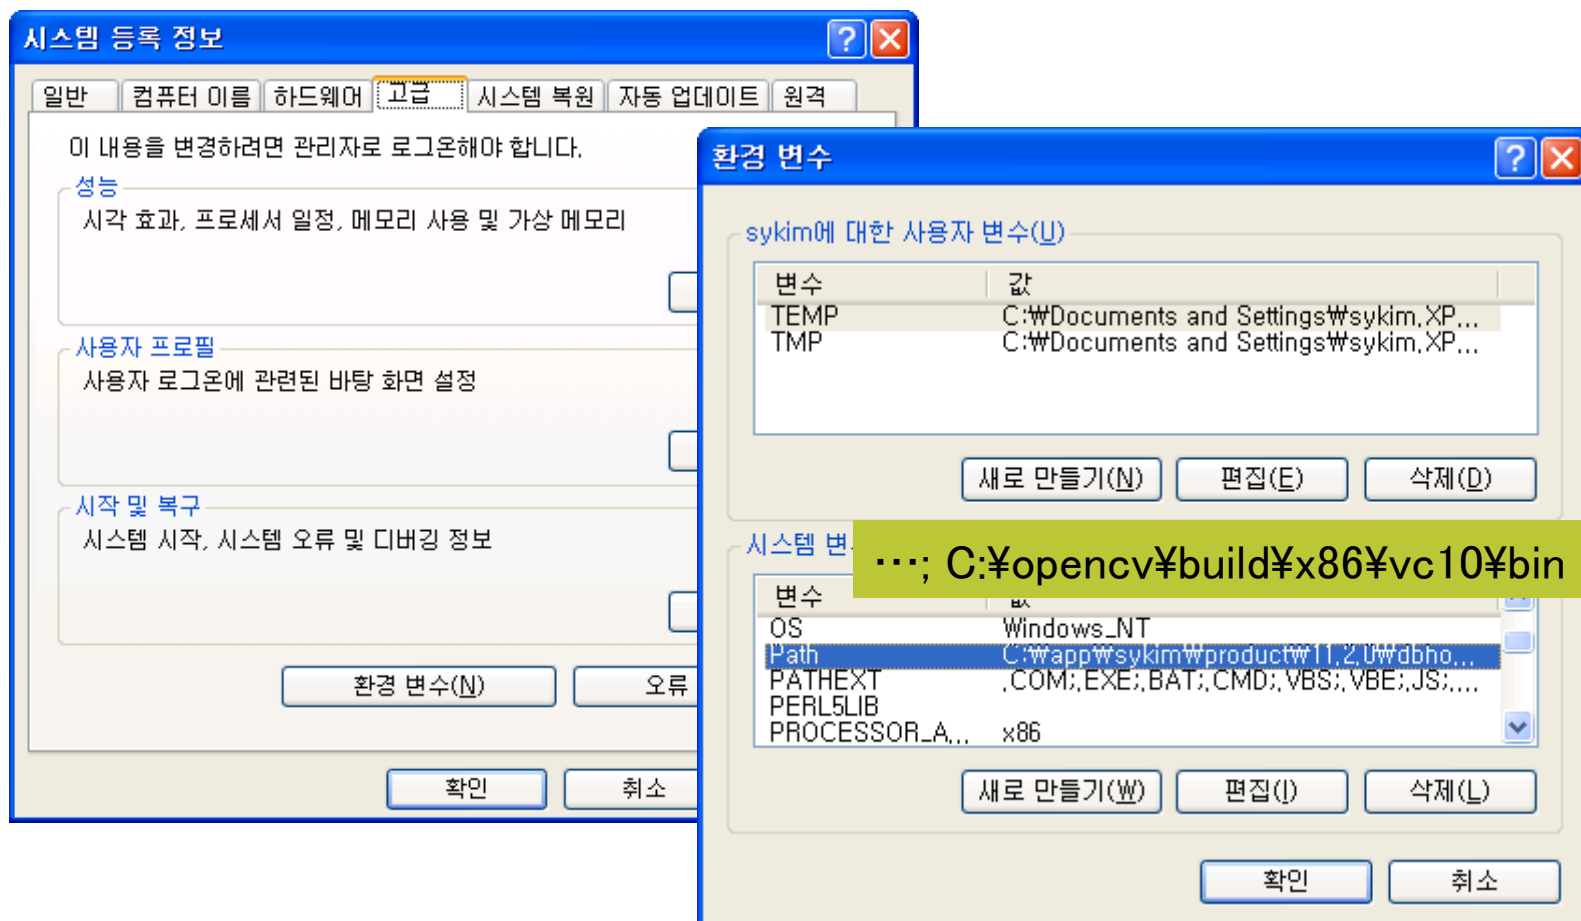 시스템 등록 정보
일반 컴퓨터 이름 하드웨어 고급 시스템 복원 자동 업데이트 원격
이 내용을 변경하려면 관리자로 로그온해야 합니다.
성능
시각 효과, 프로세서 일정, 메모리 사용 및 가상 메모리
사용자 프로필
사용자 로그온에 관련된 바탕 화면 설정
시작 및 복구
시스템 시작, 시스템 오류 및 디버깅 정보
환경 변수(N) 오류
확인 취소
환경 변수
sykim에 대한 사용자 변수(U)
변수 값
TEMP C:₩Documents and Settings₩sykim,XP...
TMP C:₩Documents and Settings₩sykim,XP...
새로 만들기(N) 편집(E) 삭제(D)
시스템 변
···; C:¥opencv¥build¥x86¥vc10¥bin
변수 값
OS Windows_NT
Path C:₩app₩sykim₩product₩11,2,0₩dbho...
PATHEXT .COM;.EXE;.BAT;.CMD;.VBS;.VBE;.JS;....
PERL5LIB
PROCESSOR_A... x86
새로 만들기(W) 편집(I) 삭제(L)
확인 취소